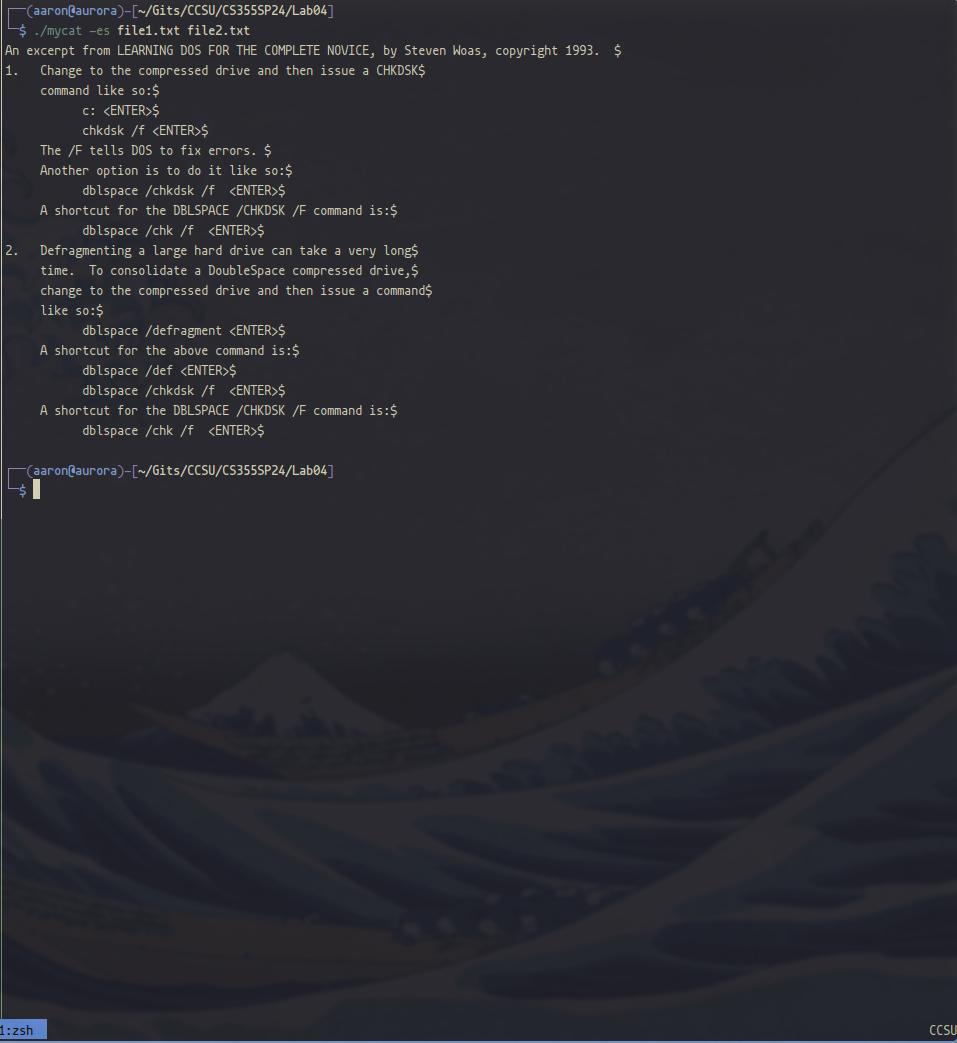 ┌──(aaron@aurora)-[~/Gits/CCSU/CS355SP24/Lab04]
└─$ ./mycat -es file1.txt file2.txt
An excerpt from LEARNING DOS FOR THE COMPLETE NOVICE, by Steven Woas, copyright 1993.  $
1.   Change to the compressed drive and then issue a CHKDSK$
     command like so:$
           c: <ENTER>$
           chkdsk /f <ENTER>$
     The /F tells DOS to fix errors. $
     Another option is to do it like so:$
           dblspace /chkdsk /f  <ENTER>$
     A shortcut for the DBLSPACE /CHKDSK /F command is:$
           dblspace /chk /f  <ENTER>$
2.   Defragmenting a large hard drive can take a very long$
     time.  To consolidate a DoubleSpace compressed drive,$
     change to the compressed drive and then issue a command$
     like so:$
           dblspace /defragment <ENTER>$
     A shortcut for the above command is:$
           dblspace /def <ENTER>$
           dblspace /chkdsk /f  <ENTER>$
     A shortcut for the DBLSPACE /CHKDSK /F command is:$
           dblspace /chk /f  <ENTER>$
┌──(aaron@aurora)-[~/Gits/CCSU/CS355SP24/Lab04]
└─$
1:zsh
CCSU